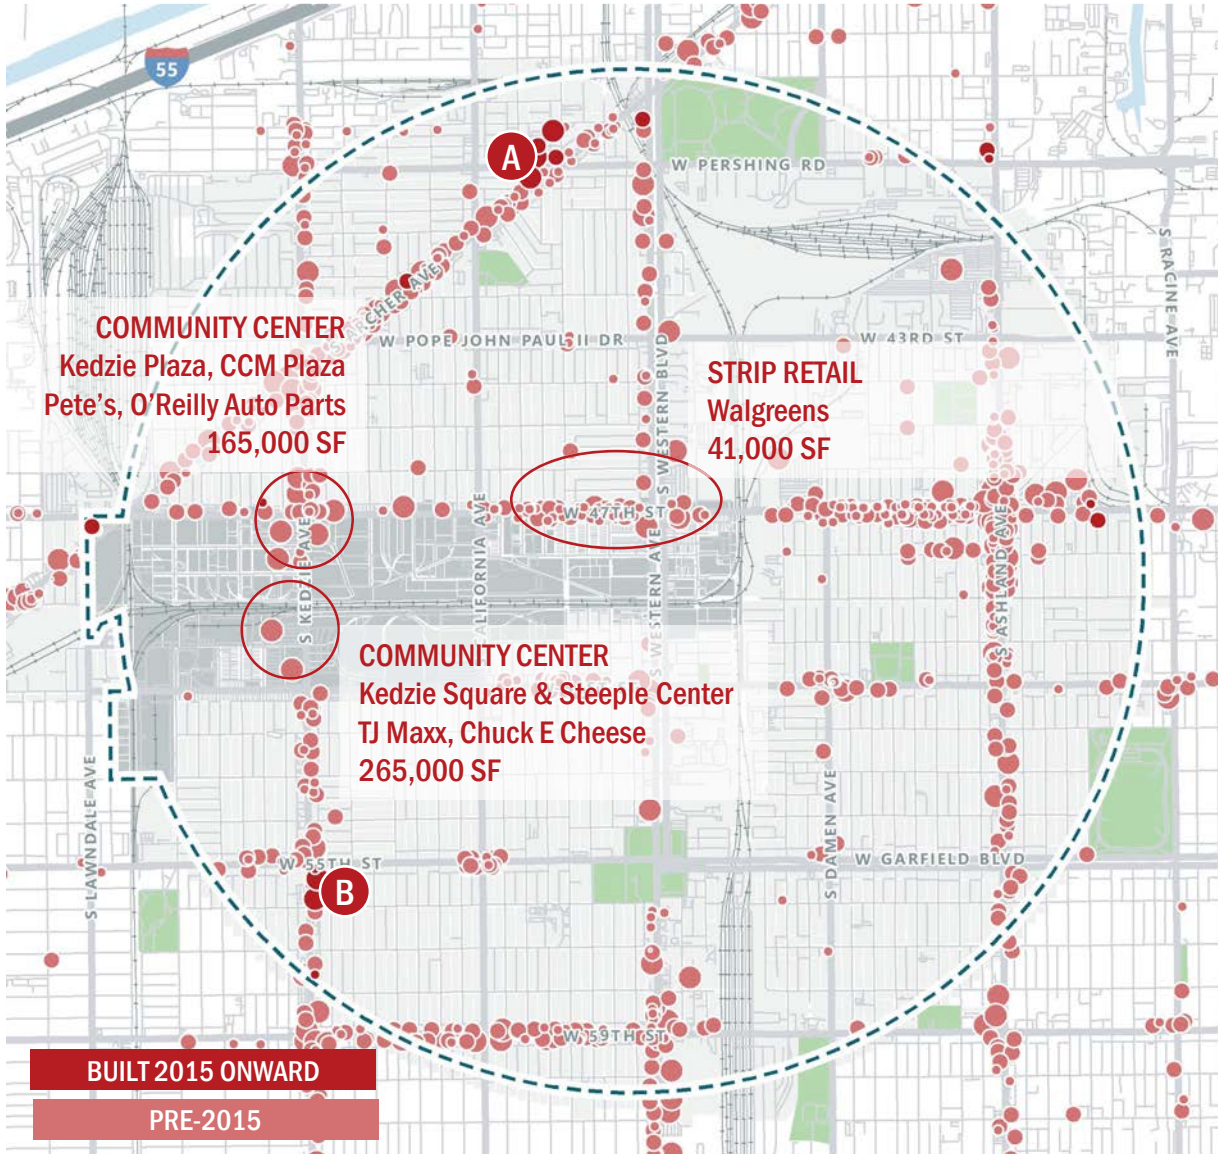 55
A
W PERSHING RD
S RACINE AVE
S ARCHER AVE
COMMUNITY CENTER
Kedzie Plaza, CCM Plaza
Pete's, O'Reilly Auto Parts
165,000 SF
W POPE JOHN PAUL II DR
S WESTERN BLVD
W 43RD ST
STRIP RETAIL
Walgreens
41,000 SF
W 47TH ST
S KEDZIE AVE
CALIFORNIA AVE
S WESTERN AVE
S ASHLAND AVE
COMMUNITY CENTER
Kedzie Square & Steeple Center
TJ Maxx, Chuck E Cheese
265,000 SF
S LAWNDALE AVE
S DAMEN AVE
W 55TH ST
W GARFIELD BLVD
B
W 59TH ST
BUILT 2015 ONWARD
PRE-2015